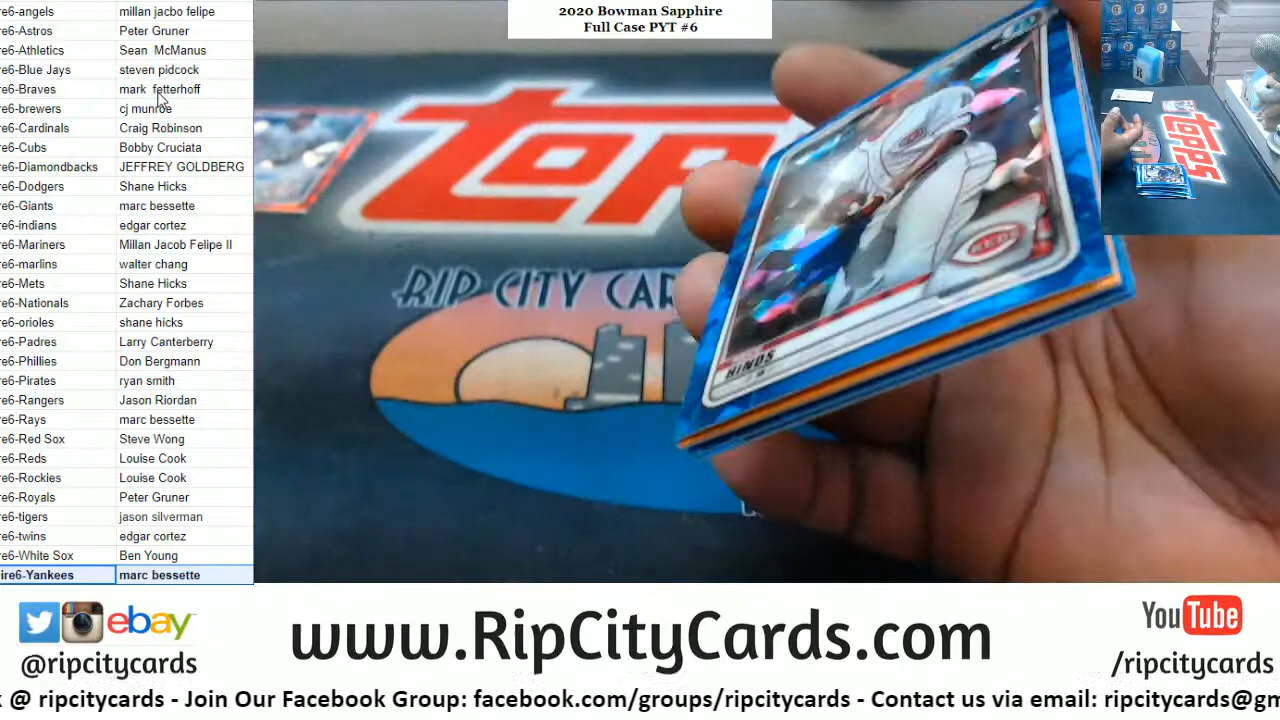 2020 Bowman Sapphire
Full Case PYT #6
re6-angels millan jacbo felipe
re6-Astros Peter Gruner
re6-Athletics Sean McManus
re6-Blue Jays steven pidcock
re6-Braves mark fetterhoff
re6-brewers cj munroe
re6-Cardinals Craig Robinson
re6-Cubs Bobby Cruciata
re6-Diamondbacks JEFFREY GOLDBERG
re6-Dodgers Shane Hicks
re6-Giants marc bessette
re6-indians edgar cortez
re6-Mariners Millan Jacob Felipe II
re6-marlins walter chang
re6-Mets Shane Hicks
re6-Nationals Zachary Forbes
re6-orioles shane hicks
re6-Padres Larry Canterberry
re6-Phillies Don Bergmann
re6-Pirates ryan smith
re6-Rangers Jason Riordan
re6-Rays marc bessette
re6-Red Sox Steve Wong
re6-Reds Louise Cook
re6-Rockies Louise Cook
re6-Royals Peter Gruner
re6-tigers jason silverman
re6-twins edgar cortez
re6-White Sox Ben Young
ire6-Yankees marc bessette
topps
RIP CITY CAR
REDS
HINDS
topps
ebay
@ripcitycards
www.RipCityCards.com
YouTube
/ripcitycards
@ ripcitycards - Join Our Facebook Group: facebook.com/groups/ripcitycards - Contact us via email: ripcitycards@gm